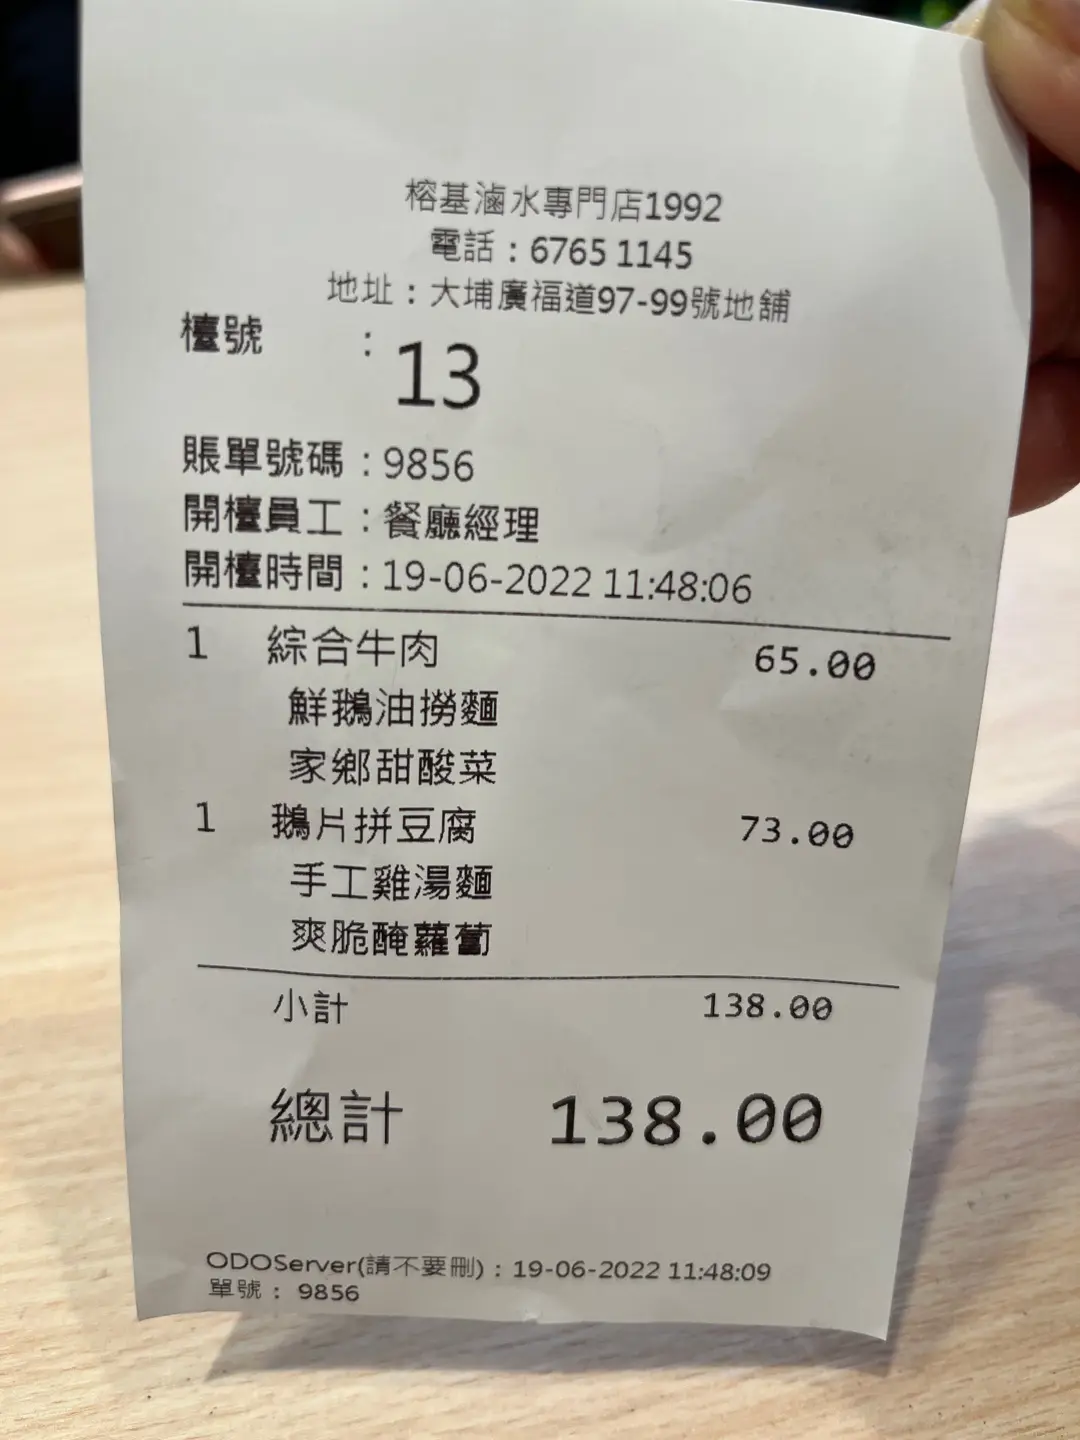 榕基滷水專門店1992
電話：6765 1145
地址：大埔廣福道97-99號地舖
檯號 : 13
賬單號碼 : 9856
開檯員工 : 餐廳經理
開檯時間 : 19-06-2022 11:48:06
1 綜合牛肉 65.00
鮮鵝油撈麵
家鄉甜酸菜
1 鵝片拼豆腐 73.00
手工雞湯麵
爽脆醃蘿蔔
小計 138.00
總計 138.00
ODOServer(請不要刪) : 19-06-2022 11:48:09
單號 : 9856